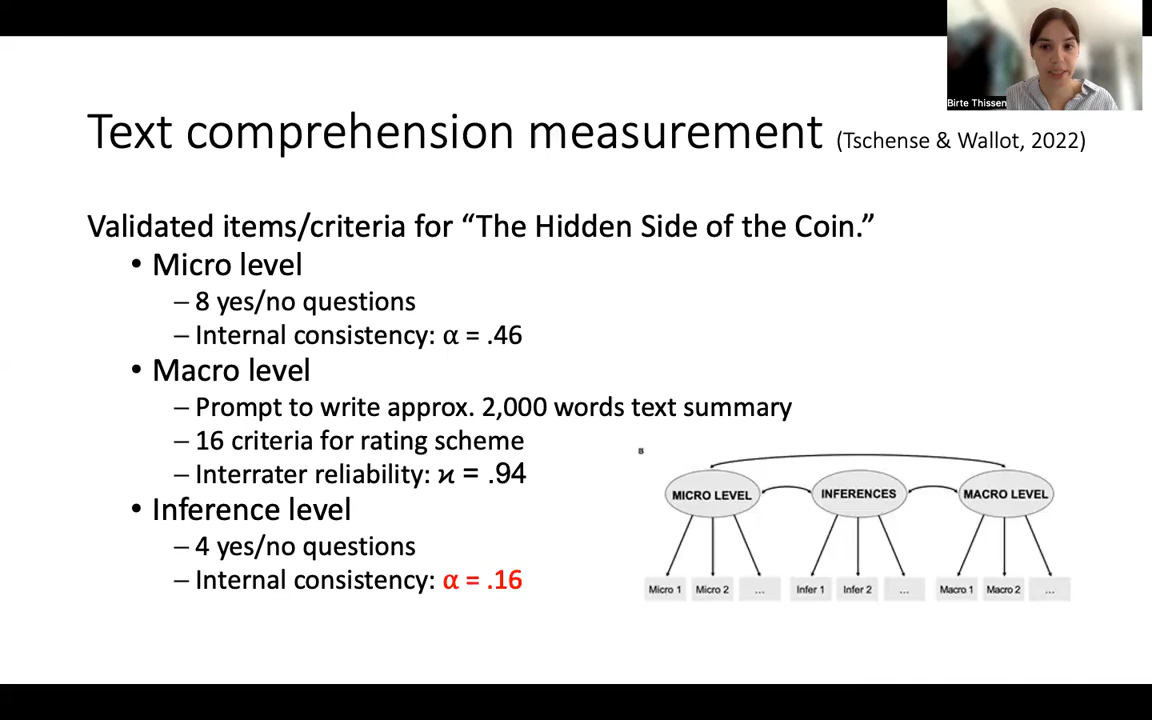 Birte Thissen
Text comprehension measurement (Tschense & Wallot, 2022)
Validated items/criteria for “The Hidden Side of the Coin.”
• Micro level
– 8 yes/no questions
– Internal consistency: α = .46
• Macro level
– Prompt to write approx. 2,000 words text summary
– 16 criteria for rating scheme
– Interrater reliability: ϰ = .94
• Inference level
– 4 yes/no questions
– Internal consistency: α = .16
B
MICRO LEVEL INFERENCES MACRO LEVEL
Micro 1 Micro 2 ... Infer 1 Infer 2 ... Macro 1 Macro 2 ...